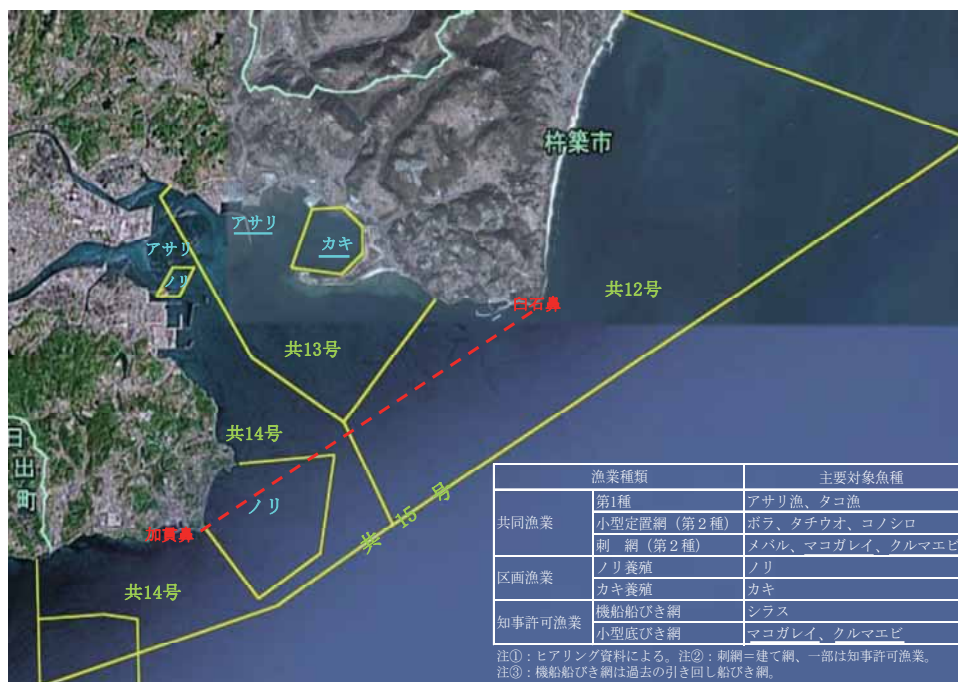 杵築市
アサリ
カキ
アサリ
ノリ
臼石鼻
共12号
共13号
共14号
日出町
ノリ
共 15 号
加貫鼻
共14号
漁業種類 主要対象魚種
共同漁業 第1種 アサリ漁、タコ漁
小型定置網（第２種） ボラ、タチウオ、コノシロ
刺 網（第２種） メバル、マコガレイ、クルマエビ
区画漁業 ノリ養殖 ノリ
カキ養殖 カキ
知事許可漁業 機船船びき網 シラス
小型底びき網 マコガレイ、クルマエビ
注①：ヒアリング資料による。注②：刺網＝建て網、一部は知事許可漁業。
注③：機船船びき網は過去の引き回し船びき網。